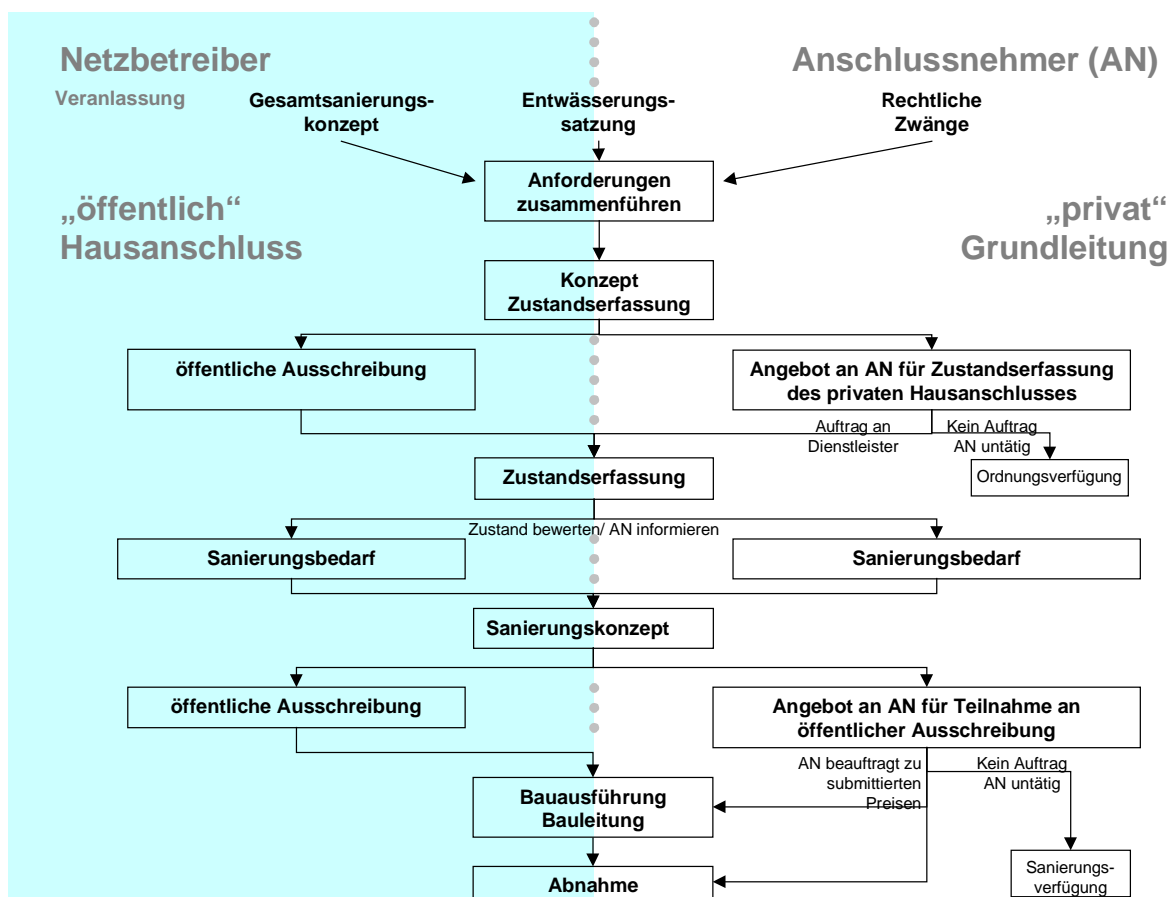 Netzbetreiber
Anschlussnehmer (AN)
Veranlassung
Gesamtsanierungs-
konzept
Entwässerungs-
satzung
Rechtliche
Zwänge
Anforderungen
zusammenführen
„öffentlich“
Hausanschluss
„privat“
Grundleitung
Konzept
Zustandserfassung
öffentliche Ausschreibung
Angebot an AN für Zustandserfassung
des privaten Hausanschlusses
Auftrag an
Dienstleister
Kein Auftrag
AN untätig
Zustandserfassung
Ordnungsverfügung
Zustand bewerten/ AN informieren
Sanierungsbedarf
Sanierungsbedarf
Sanierungskonzept
öffentliche Ausschreibung
Angebot an AN für Teilnahme an
öffentlicher Ausschreibung
AN beauftragt zu
submittierten
Preisen
Kein Auftrag
AN untätig
Bauausführung
Bauleitung
Abnahme
Sanierungs-
verfügung